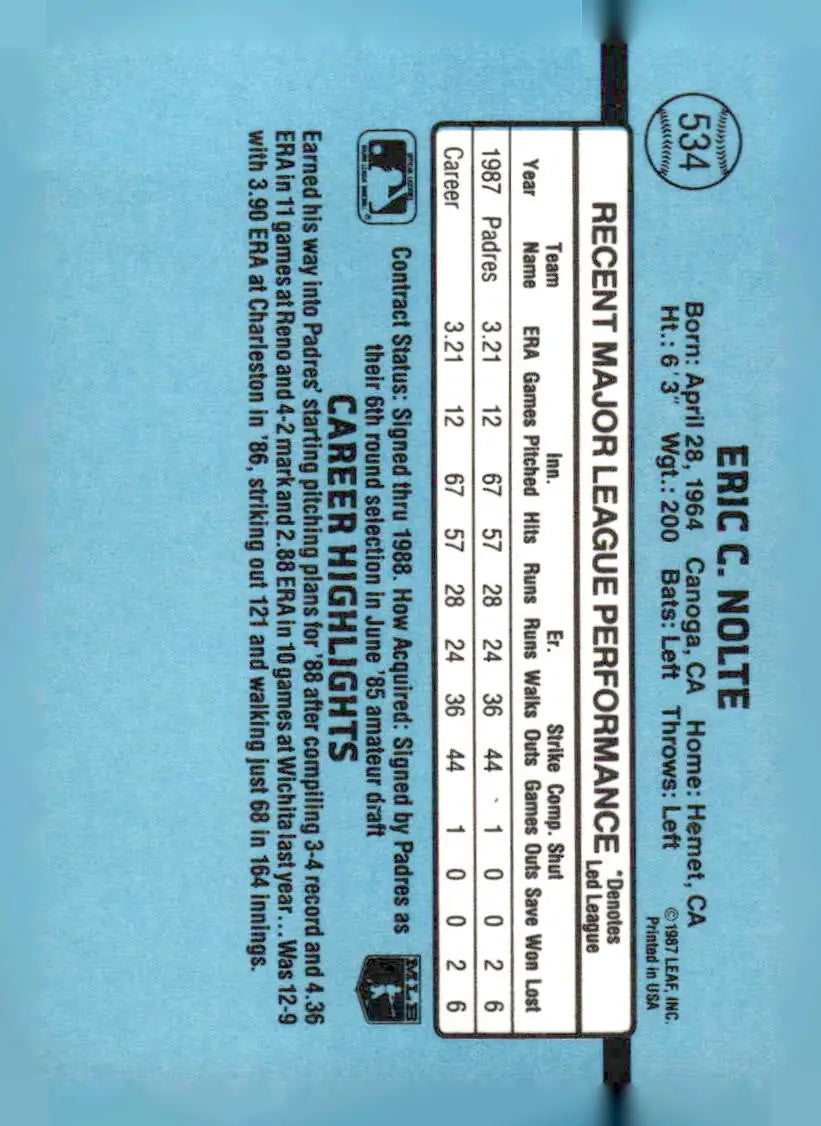 534
ERIC C. NOLTE
Born: April 28, 1964 Canoga, CA Home: Hemet, CA
Ht.: 6'3" Wgt.: 200 Bats: Left Throws: Left
©1987 LEAF, INC.
Printed in USA
RECENT MAJOR LEAGUE PERFORMANCE *Denotes
Led League
Team Inn. Er. Strike Comp. Shut
Year Name ERA Games Pitched Hits Runs Runs Walks Outs Games Outs Save Won Lost
1987 Padres 3.21 12 67 57 28 24 36 44 1 0 0 2 6
Career 3.21 12 67 57 28 24 36 44 1 0 0 2 6
Contract Status: Signed thru 1988. How Acquired: Signed by Padres as
their 6th round selection in June '85 amateur draft
MLB
CAREER HIGHLIGHTS
Earned his way into Padres' starting pitching plans for '88 after compiling 3-4 record and 4.36
ERA in 11 games at Reno and 4-2 mark and 2.88 ERA in 10 games at Wichita last year... Was 12-9
with 3.90 ERA at Charleston in '86, striking out 121 and walking just 68 in 164 innings.